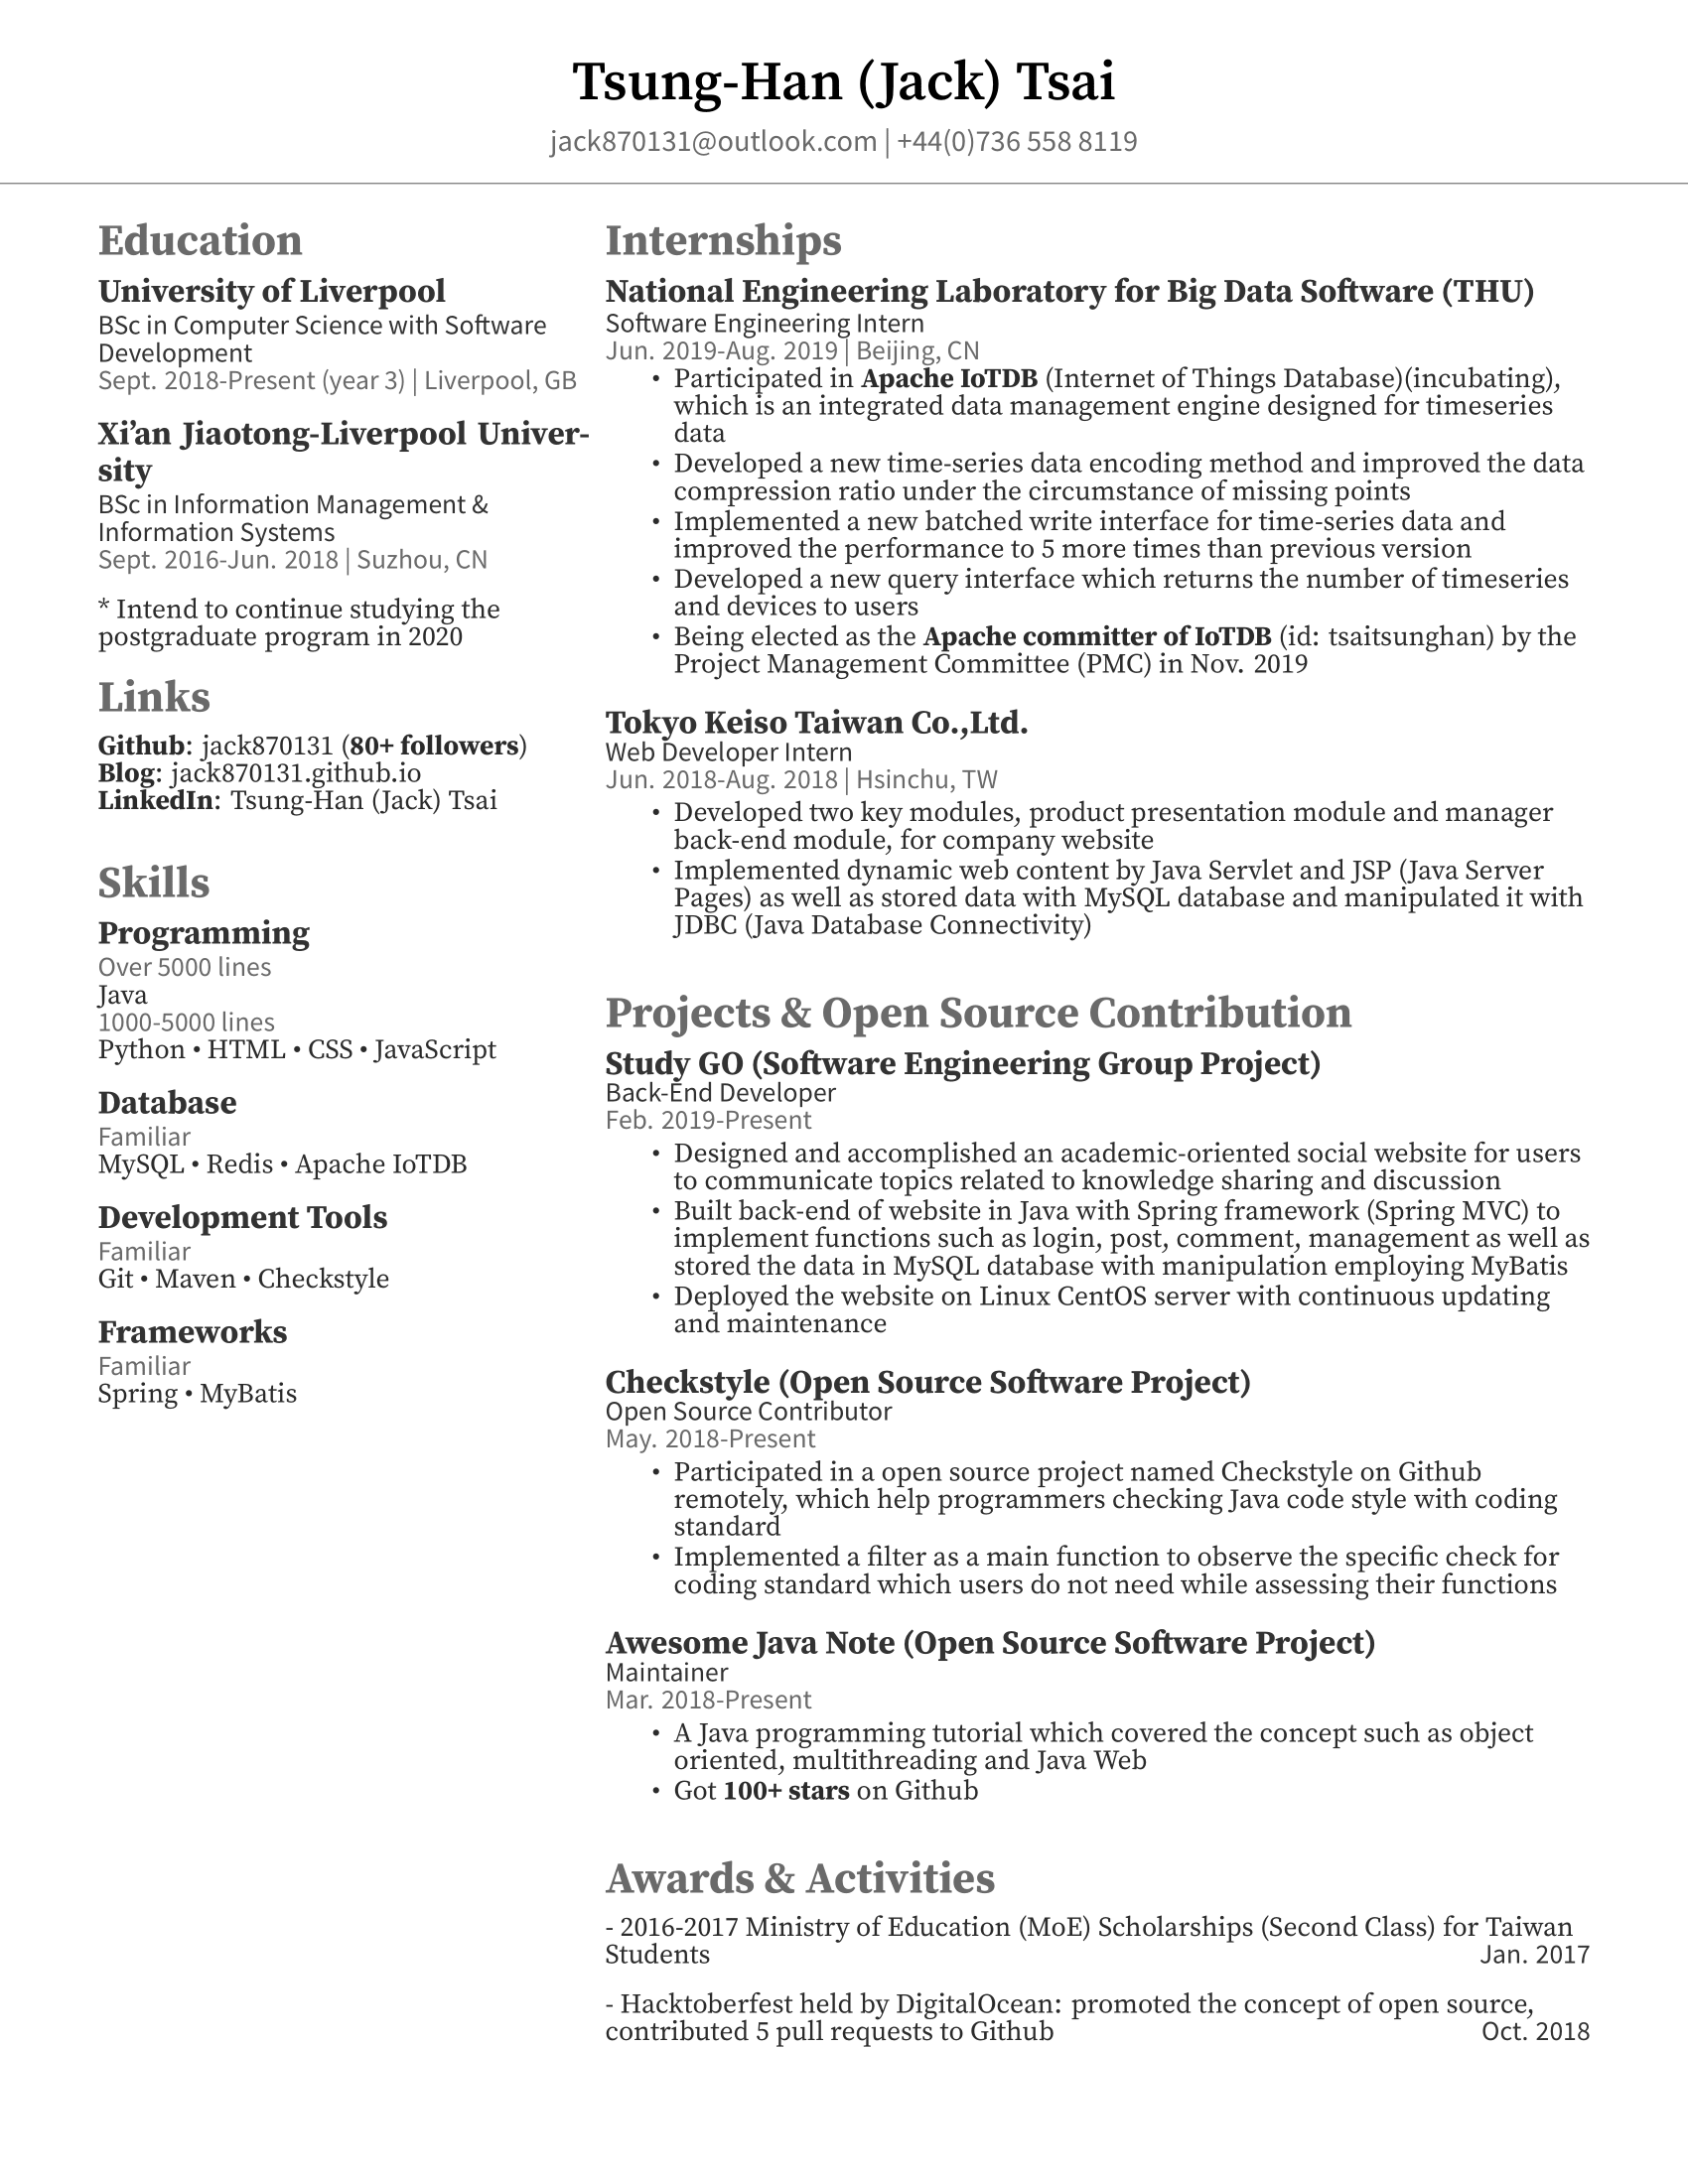 Tsung-Han (Jack) Tsai
jack870131@outlook.com | +44(0)736 558 8119
Education
University of Liverpool
BSc in Computer Science with Software
Development
Sept. 2018-Present (year 3) | Liverpool, GB
Xi’an Jiaotong-Liverpool Univer-
sity
BSc in Information Management &
Information Systems
Sept. 2016-Jun. 2018 | Suzhou, CN
* Intend to continue studying the
postgraduate program in 2020
Links
Github: jack870131 (80+ followers)
Blog: jack870131.github.io
LinkedIn: Tsung-Han (Jack) Tsai
Skills
Programming
Over 5000 lines
Java
1000-5000 lines
Python • HTML • CSS • JavaScript
Database
Familiar
MySQL • Redis • Apache IoTDB
Development Tools
Familiar
Git • Maven • Checkstyle
Frameworks
Familiar
Spring • MyBatis
Internships
National Engineering Laboratory for Big Data Software (THU)
Software Engineering Intern
Jun. 2019-Aug. 2019 | Beijing, CN
• Participated in Apache IoTDB (Internet of Things Database)(incubating),
which is an integrated data management engine designed for timeseries
data
• Developed a new time-series data encoding method and improved the data
compression ratio under the circumstance of missing points
• Implemented a new batched write interface for time-series data and
improved the performance to 5 more times than previous version
• Developed a new query interface which returns the number of timeseries
and devices to users
• Being elected as the Apache committer of IoTDB (id: tsaitsunghan) by the
Project Management Committee (PMC) in Nov. 2019
Tokyo Keiso Taiwan Co.,Ltd.
Web Developer Intern
Jun. 2018-Aug. 2018 | Hsinchu, TW
• Developed two key modules, product presentation module and manager
back-end module, for company website
• Implemented dynamic web content by Java Servlet and JSP (Java Server
Pages) as well as stored data with MySQL database and manipulated it with
JDBC (Java Database Connectivity)
Projects & Open Source Contribution
Study GO (Software Engineering Group Project)
Back-End Developer
Feb. 2019-Present
• Designed and accomplished an academic-oriented social website for users
to communicate topics related to knowledge sharing and discussion
• Built back-end of website in Java with Spring framework (Spring MVC) to
implement functions such as login, post, comment, management as well as
stored the data in MySQL database with manipulation employing MyBatis
• Deployed the website on Linux CentOS server with continuous updating
and maintenance
Checkstyle (Open Source Software Project)
Open Source Contributor
May. 2018-Present
• Participated in a open source project named Checkstyle on Github
remotely, which help programmers checking Java code style with coding
standard
• Implemented a filter as a main function to observe the specific check for
coding standard which users do not need while assessing their functions
Awesome Java Note (Open Source Software Project)
Maintainer
Mar. 2018-Present
• A Java programming tutorial which covered the concept such as object
oriented, multithreading and Java Web
• Got 100+ stars on Github
Awards & Activities
- 2016-2017 Ministry of Education (MoE) Scholarships (Second Class) for Taiwan
Students Jan. 2017
- Hacktoberfest held by DigitalOcean: promoted the concept of open source,
contributed 5 pull requests to Github Oct. 2018